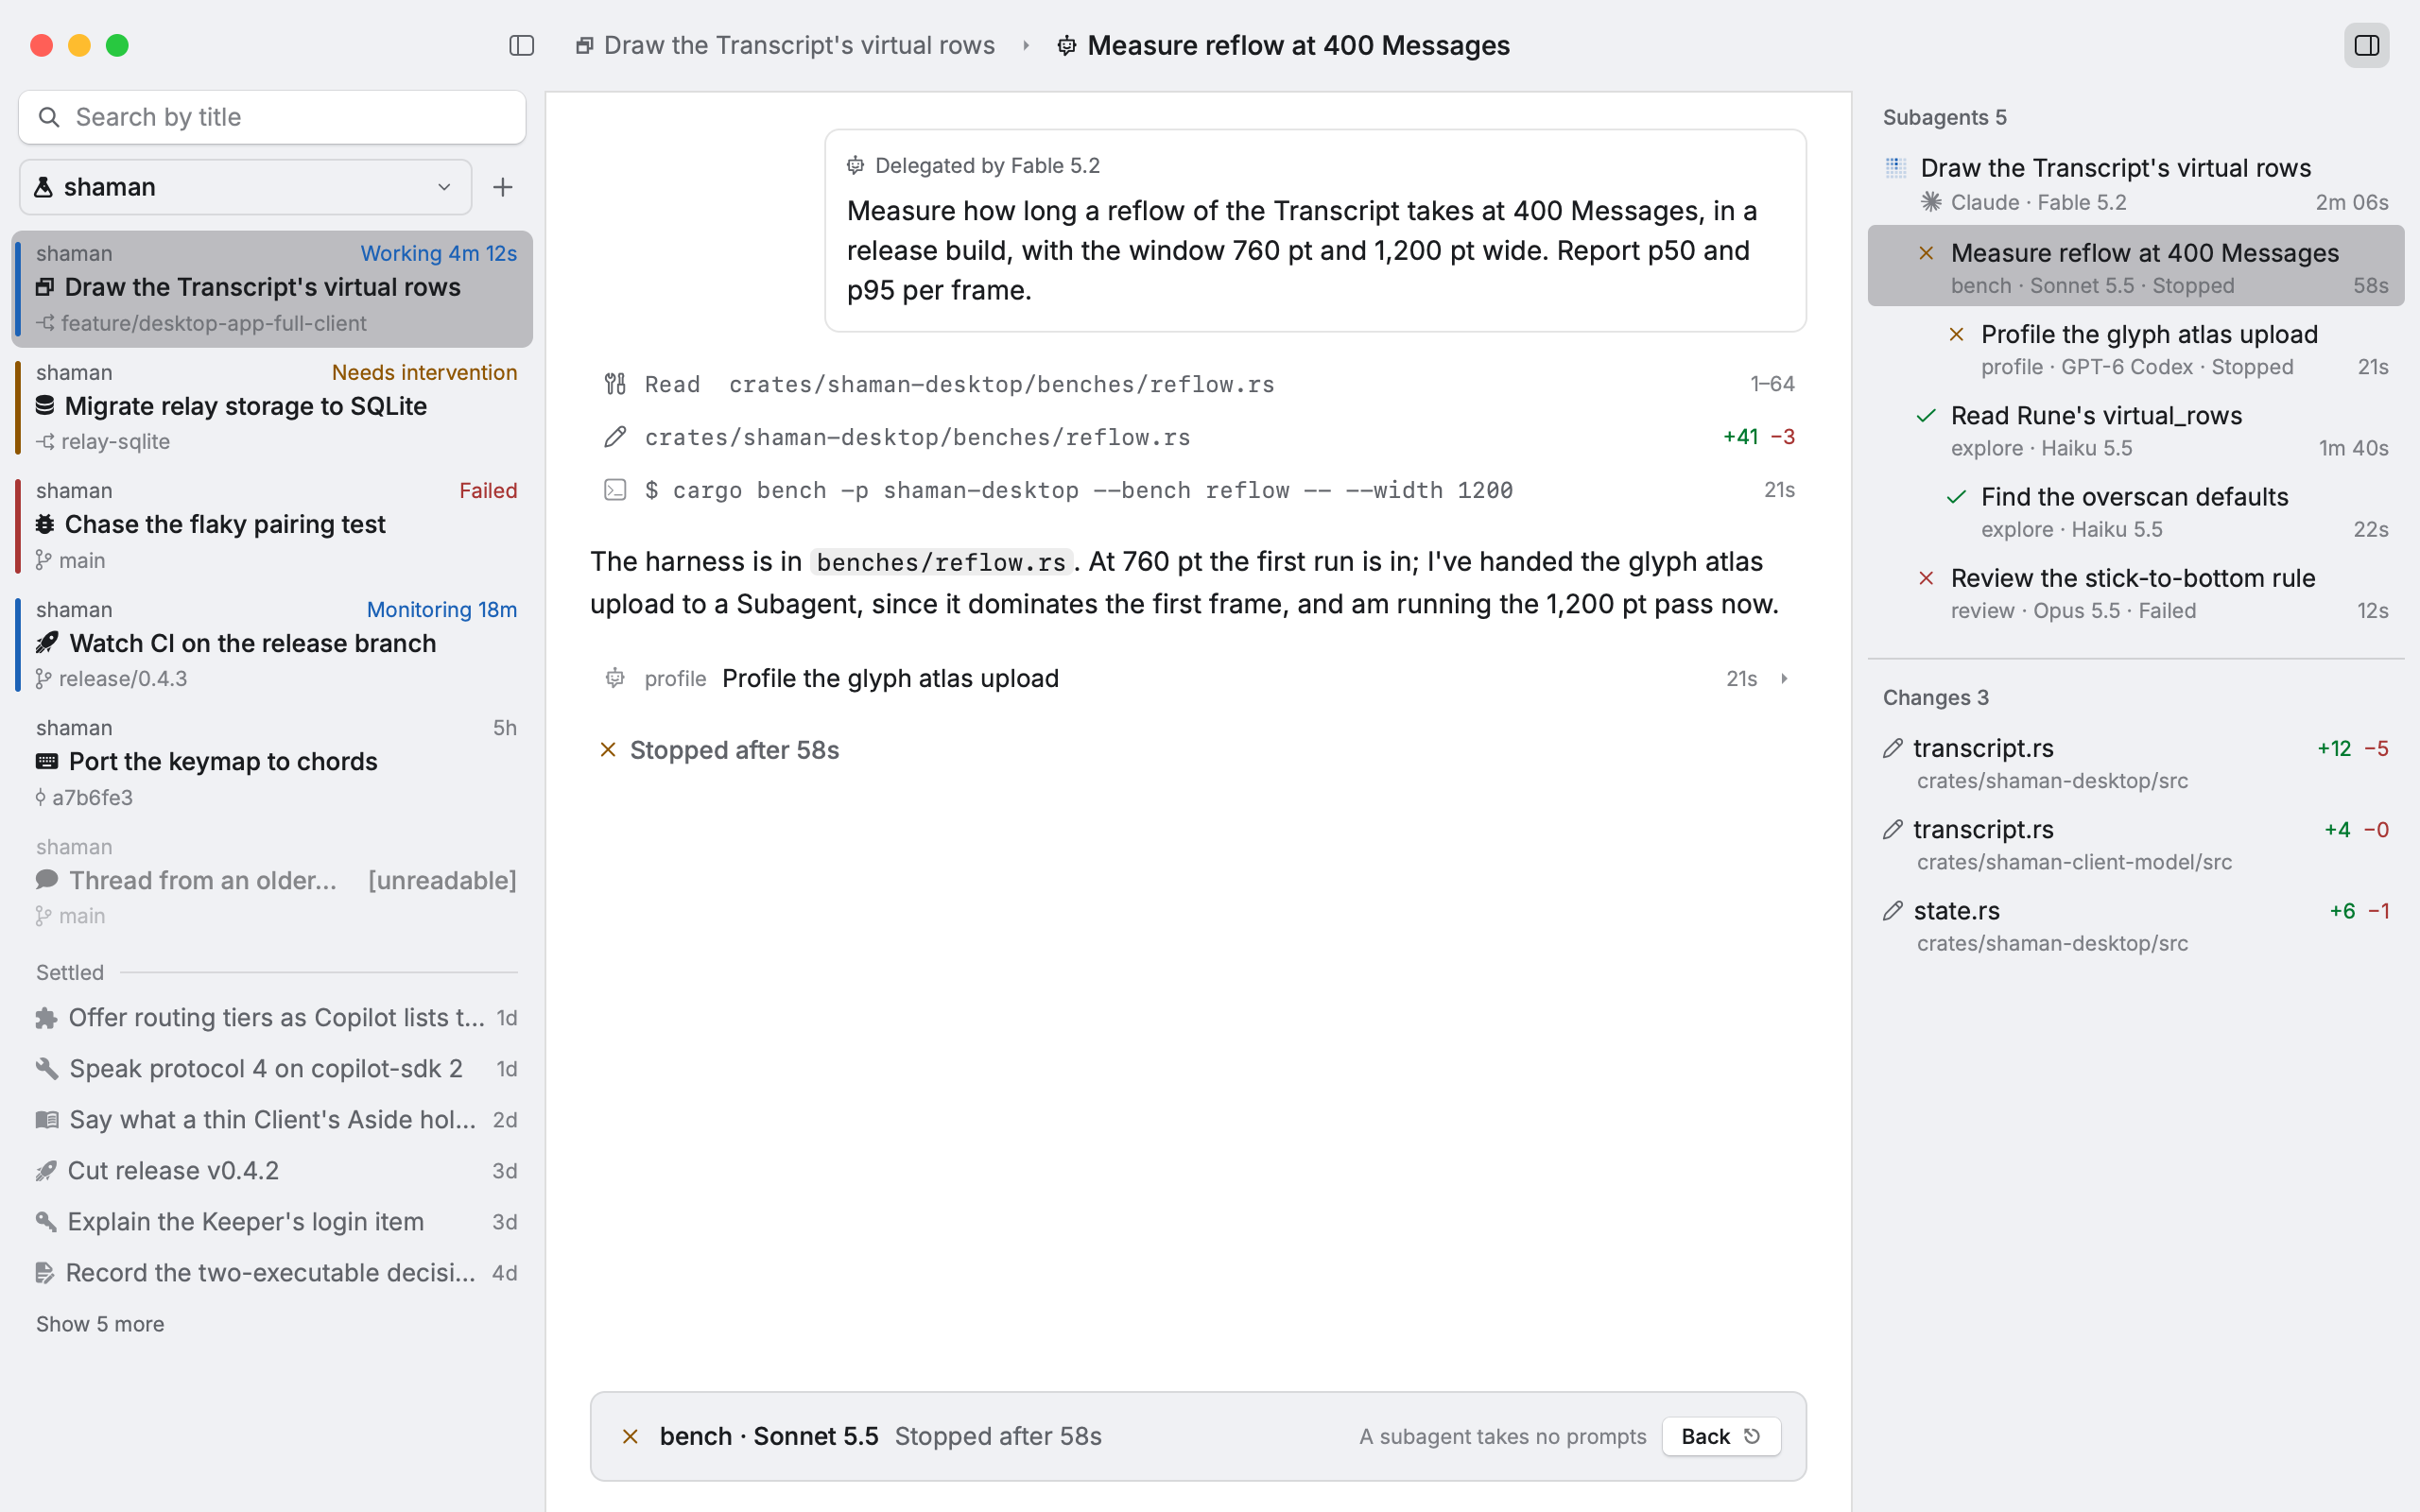 Draw the Transcript's virtual rows
Measure reflow at 400 Messages
Search by title
shaman
shaman Working 4m 12s
Draw the Transcript's virtual rows
feature/desktop-app-full-client
shaman Needs intervention
Migrate relay storage to SQLite
relay-sqlite
shaman Failed
Chase the flaky pairing test
main
shaman Monitoring 18m
Watch CI on the release branch
release/0.4.3
shaman 5h
Port the keymap to chords
a7b6fe3
shaman
Thread from an older... [unreadable]
main
Settled
Offer routing tiers as Copilot lists t... 1d
Speak protocol 4 on copilot-sdk 2 1d
Say what a thin Client's Aside hol... 2d
Cut release v0.4.2 3d
Explain the Keeper's login item 3d
Record the two-executable decisi... 4d
Show 5 more
Delegated by Fable 5.2
Measure how long a reflow of the Transcript takes at 400 Messages, in a
release build, with the window 760 pt and 1,200 pt wide. Report p50 and
p95 per frame.
Read crates/shaman-desktop/benches/reflow.rs 1–64
crates/shaman-desktop/benches/reflow.rs +41 −3
$ cargo bench -p shaman-desktop --bench reflow -- --width 1200 21s
The harness is in benches/reflow.rs. At 760 pt the first run is in; I've handed the glyph atlas
upload to a Subagent, since it dominates the first frame, and am running the 1,200 pt pass now.
profile Profile the glyph atlas upload 21s
Stopped after 58s
bench · Sonnet 5.5 Stopped after 58s A subagent takes no prompts Back
Subagents 5
Draw the Transcript's virtual rows
Claude · Fable 5.2 2m 06s
Measure reflow at 400 Messages
bench · Sonnet 5.5 · Stopped 58s
Profile the glyph atlas upload
profile · GPT-6 Codex · Stopped 21s
Read Rune's virtual_rows
explore · Haiku 5.5 1m 40s
Find the overscan defaults
explore · Haiku 5.5 22s
Review the stick-to-bottom rule
review · Opus 5.5 · Failed 12s
Changes 3
transcript.rs +12 −5
crates/shaman-desktop/src
transcript.rs +4 −0
crates/shaman-client-model/src
state.rs +6 −1
crates/shaman-desktop/src